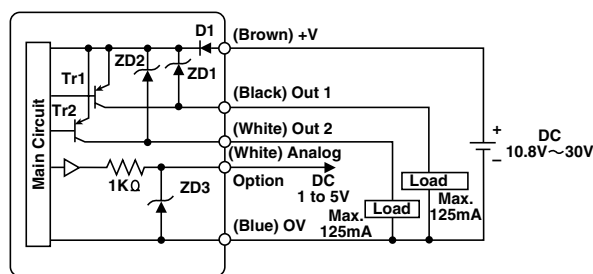 D1
(Brown) +V
ZD2
ZD1
Tr1
(Black) Out 1
Tr2
(White) Out 2
+
DC
10.8V～30V
−
Main Circuit
(White) Analog
1KΩ
ZD3
Option
DC
1 to 5V
Load
Max.
125mA
Load
Max.
125mA
(Blue) OV